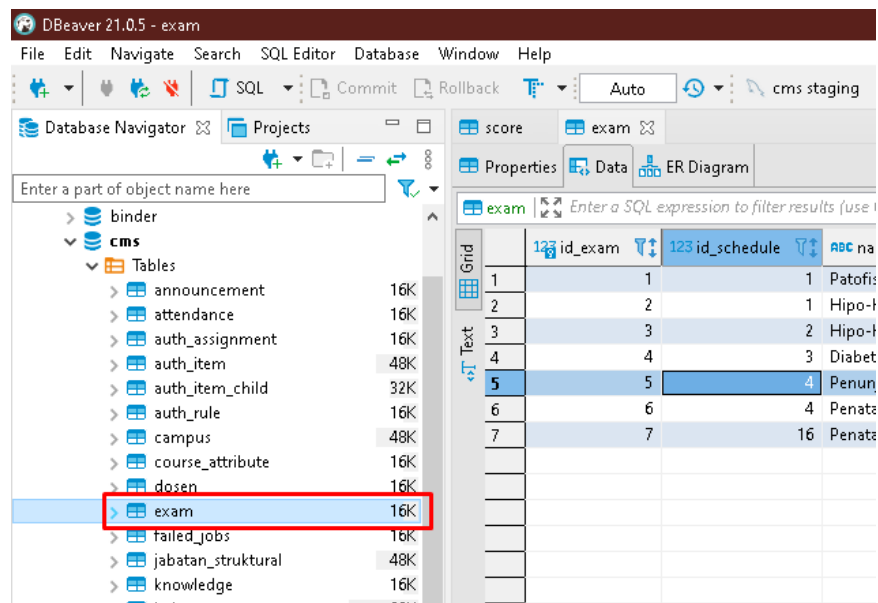 DBeaver 21.0.5 - exam
File Edit Navigate Search SQL Editor Database Window Help
SQL Commit Rollback Auto cms staging
Database Navigator Projects
Enter a part of object name here
binder
cms
Tables
announcement 16K
attendance 16K
auth_assignment 16K
auth_item 48K
auth_item_child 32K
auth_rule 16K
campus 48K
course_attribute 16K
dosen 16K
exam 16K
failed_jobs 16K
jabatan_struktural 48K
knowledge 16K
score exam
Properties Data ER Diagram
exam Enter a SQL expression to filter results (use
Grid
Text
123 id_exam 123 id_schedule ABC na
1 1 1 Patofis
2 2 1 Hipo-
3 3 2 Hipo-
4 4 3 Diabet
5 5 4 Penun
6 6 4 Penata
7 7 16 Penata